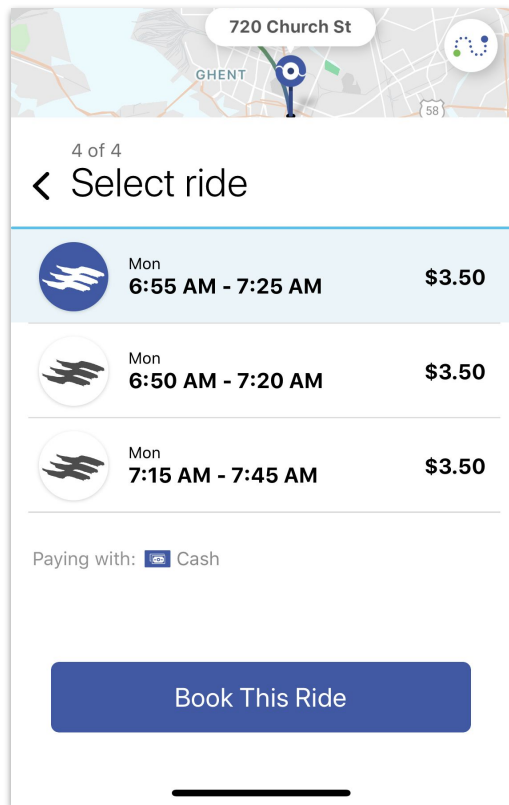 720 Church St
GHENT
58
4 of 4
Select ride
Mon
6:55 AM - 7:25 AM
$3.50
Mon
6:50 AM - 7:20 AM
$3.50
Mon
7:15 AM - 7:45 AM
$3.50
Paying with: Cash
Book This Ride